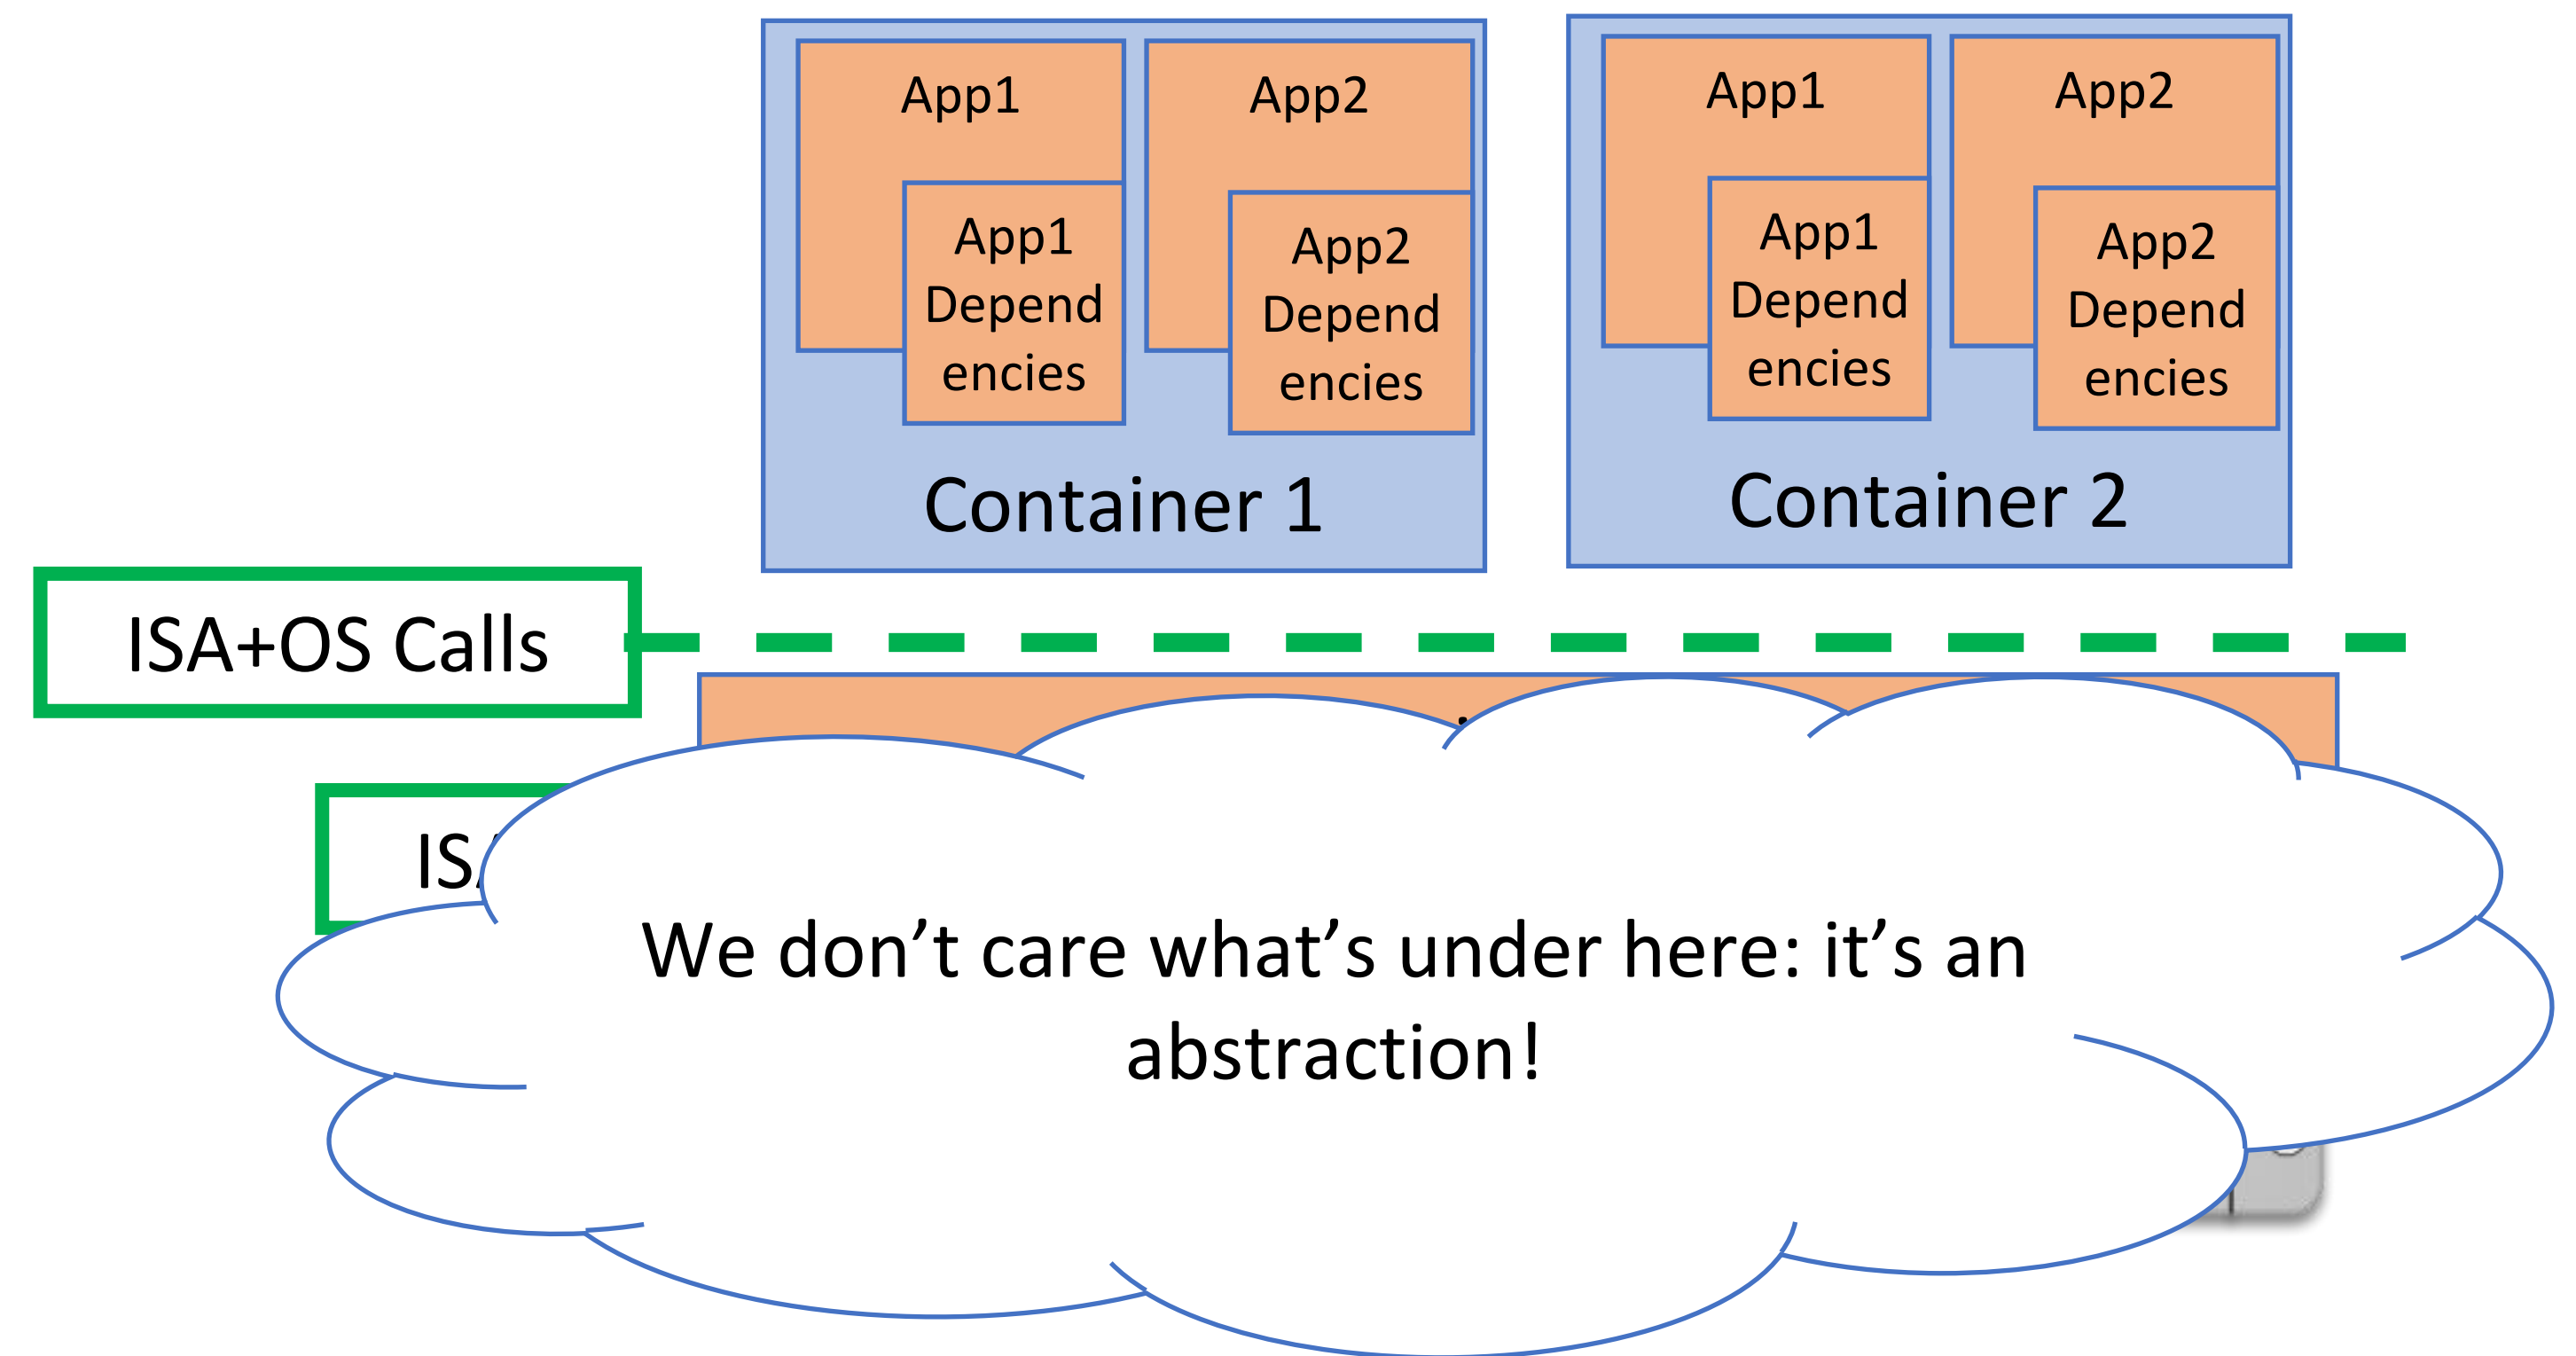 App1
App1
Depend
encies
App2
App2
Depend
encies
Container 1
App1
App1
Depend
encies
App2
App2
Depend
encies
Container 2
ISA+OS Calls
We don’t care what’s under here: it’s an
abstraction!